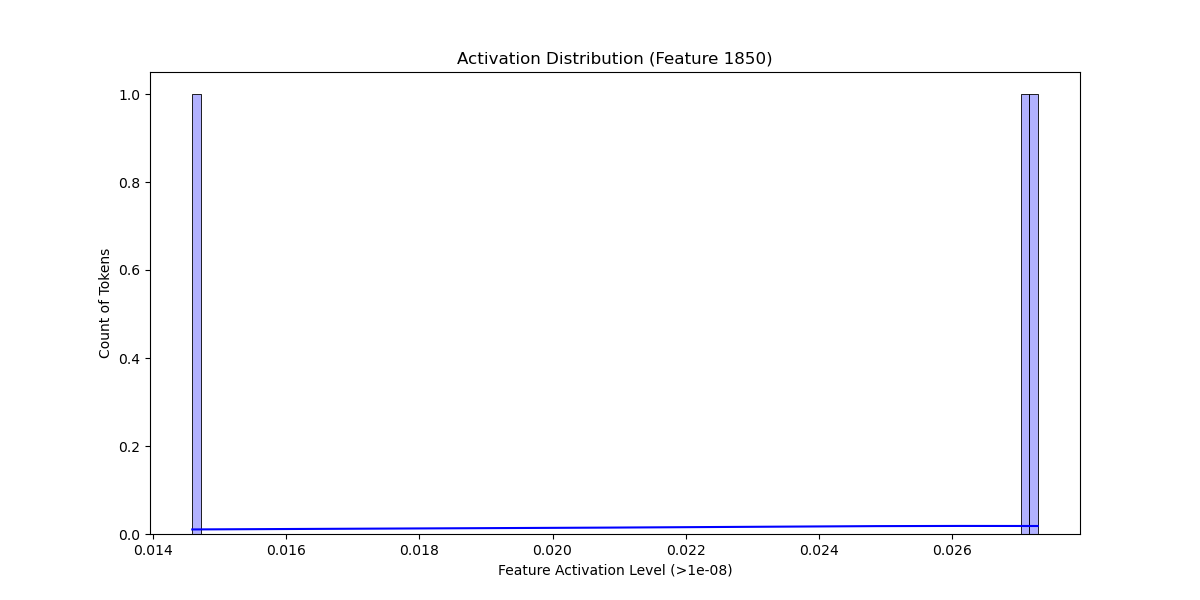 Activation Distribution (Feature 1850)
Count of Tokens
1.0
0.8
0.6
0.4
0.2
0.0
0.014 0.016 0.018 0.020 0.022 0.024 0.026
Feature Activation Level (>1e-08)